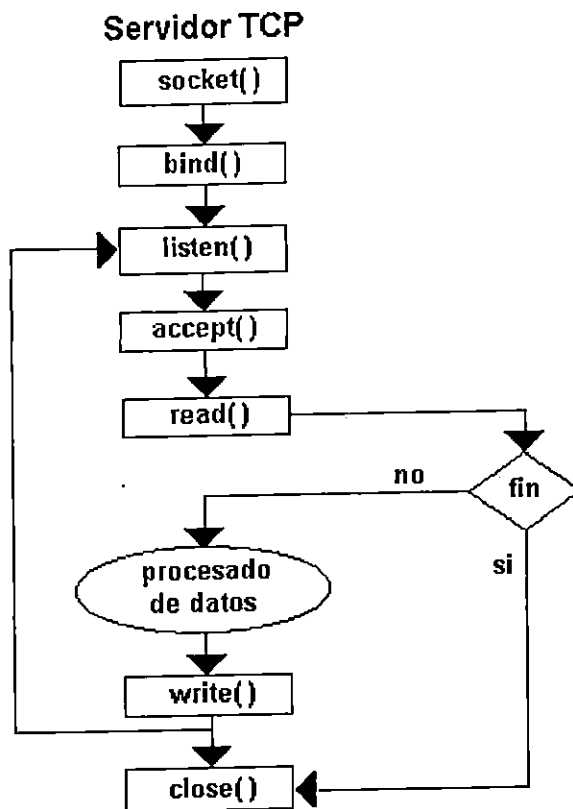 Servidor TCP
socket()
bind()
listen()
accept()
read()
fin
no
si
procesado
de datos
write()
close()